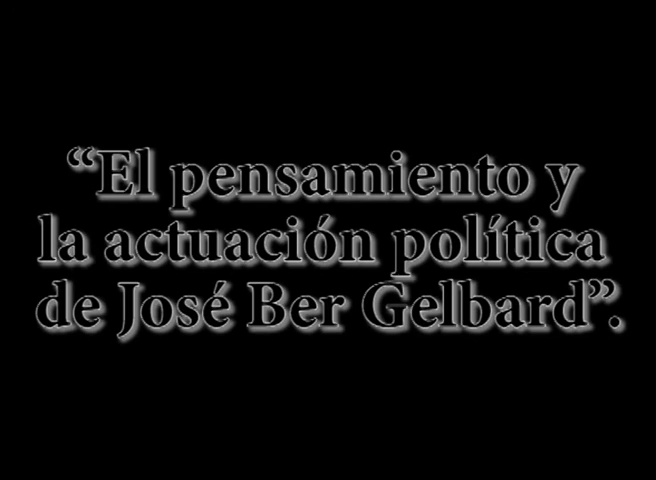 “El pensamiento y
la actuación política
de José Ber Gelbard”.